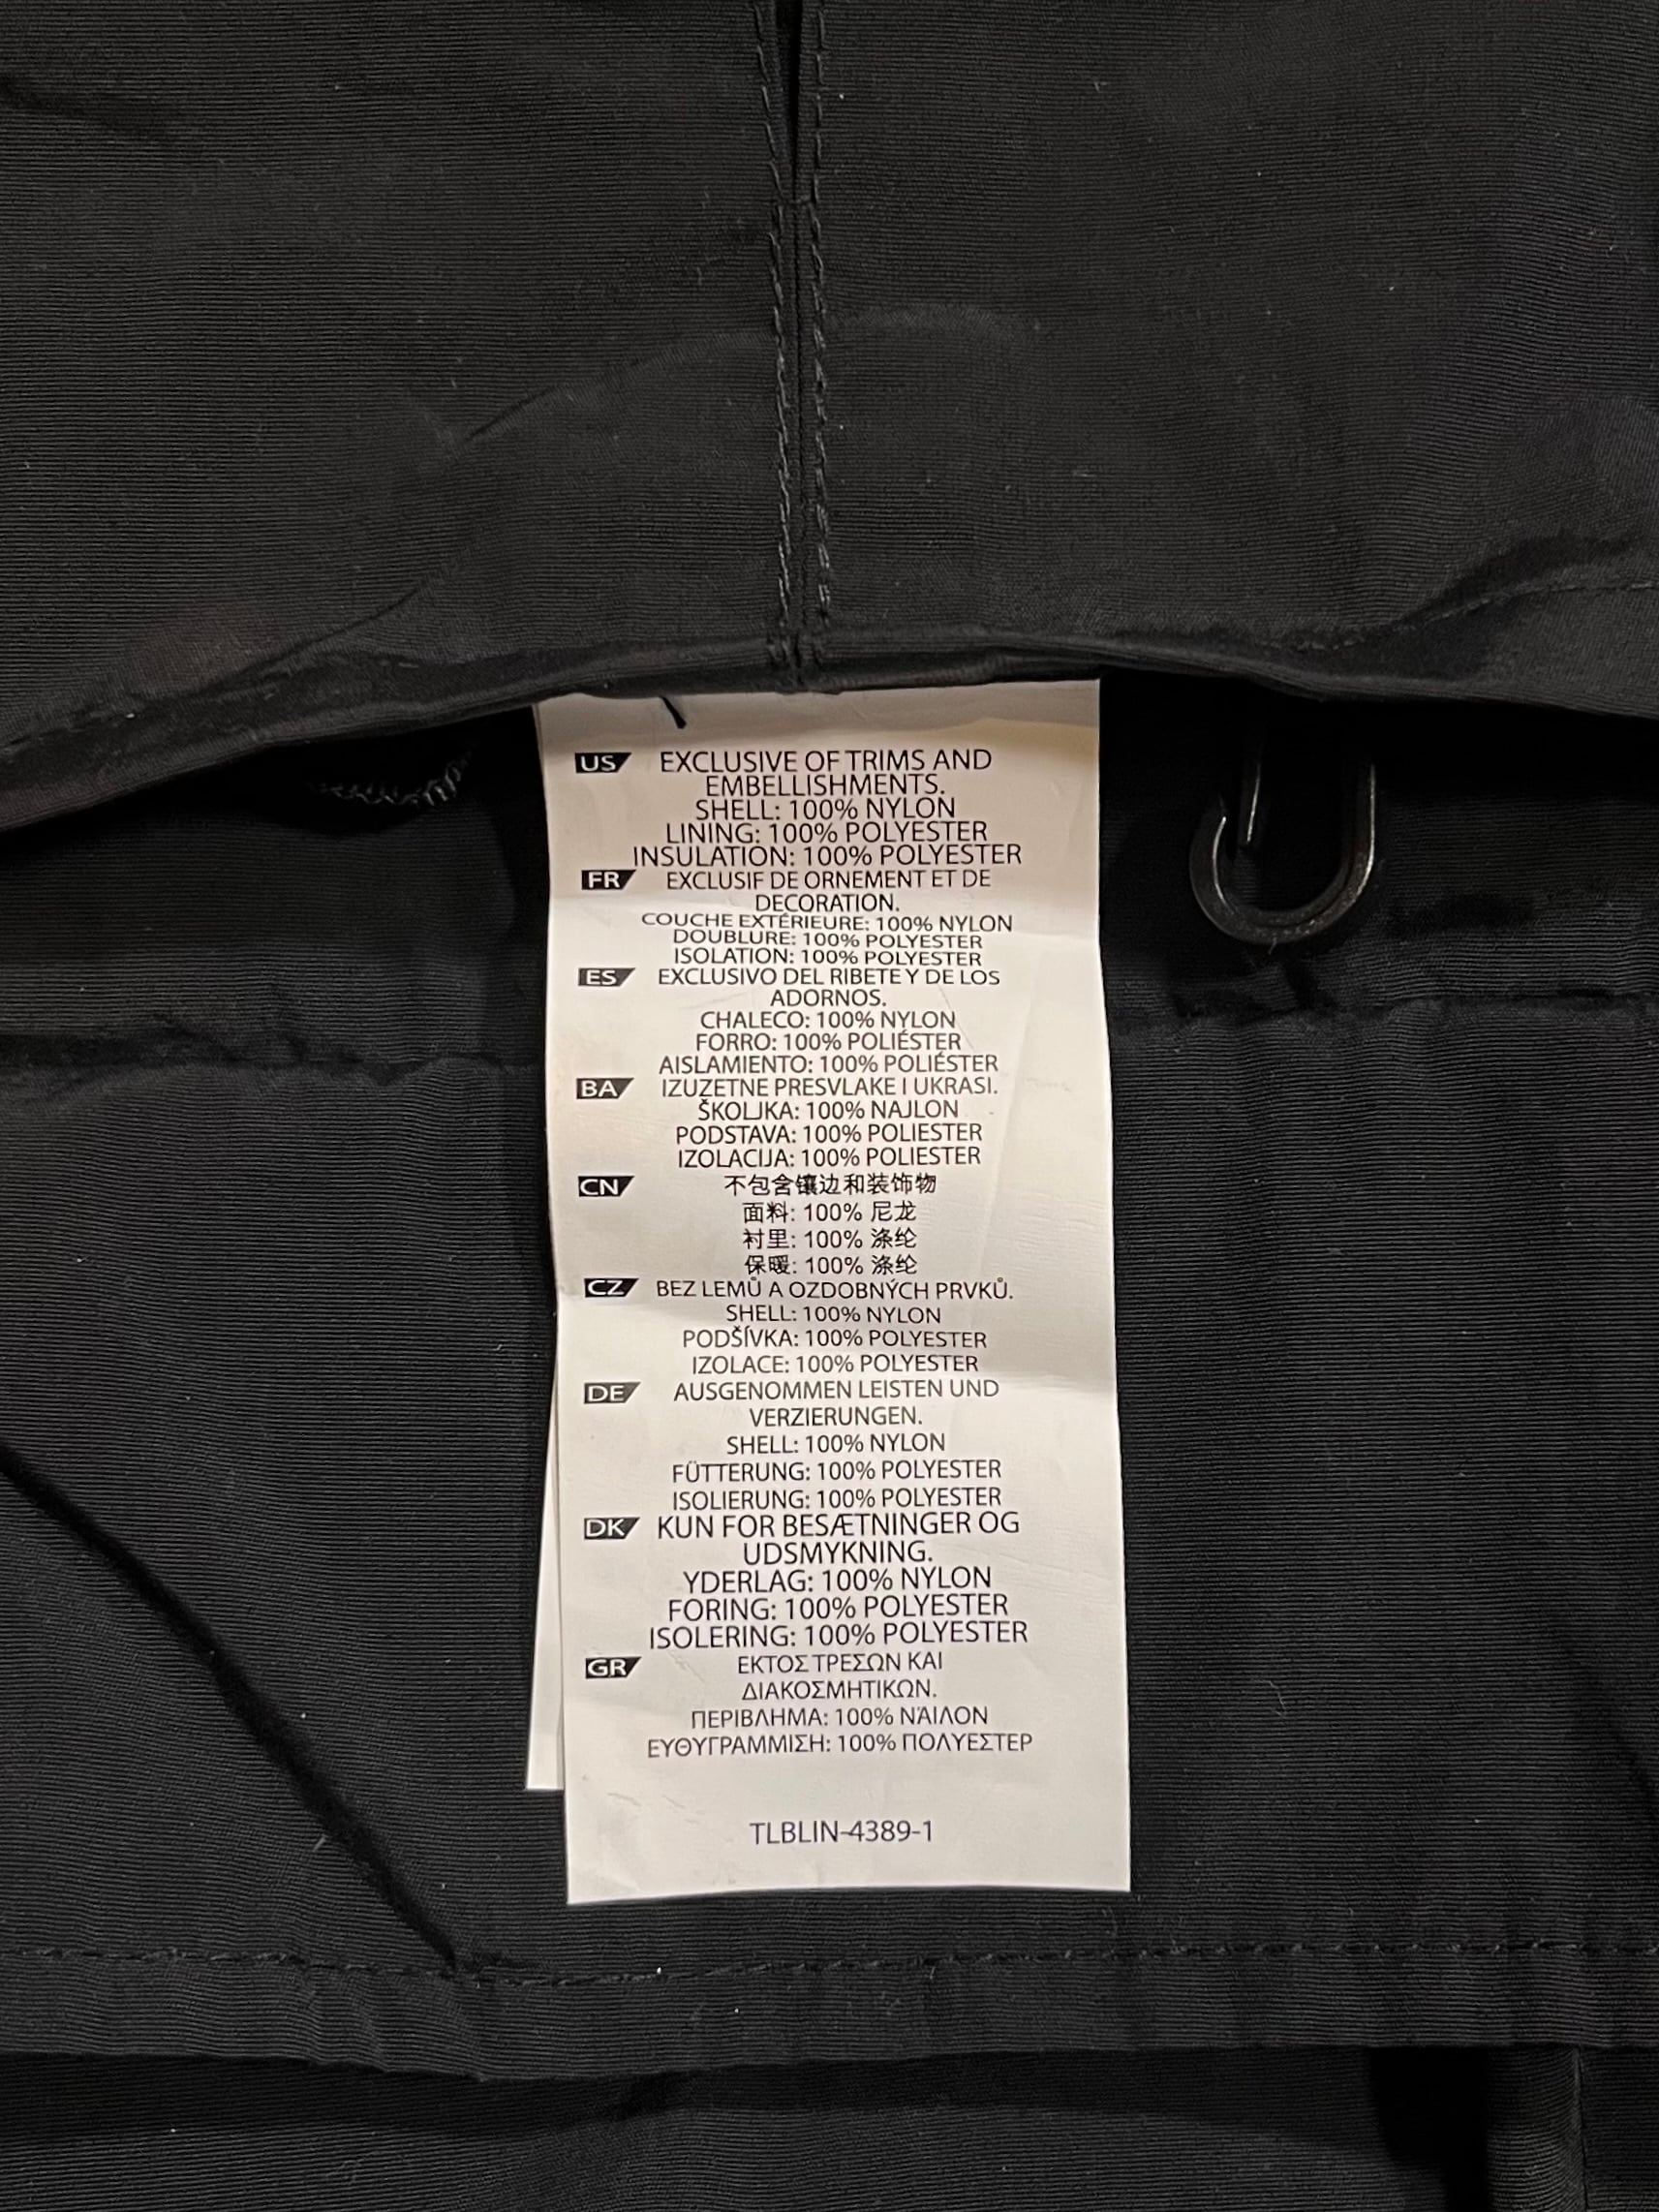 US EXCLUSIVE OF TRIMS AND
EMBELLISHMENTS.
SHELL: 100% NYLON
LINING: 100% POLYESTER
INSULATION: 100% POLYESTER
FR EXCLUSIF DE ORNEMENT ET DE
DECORATION.
COUCHE EXTÉRIEURE: 100% NYLON
DOUBLURE: 100% POLYESTER
ISOLATION: 100% POLYESTER
ES EXCLUSIVO DEL RIBETE Y DE LOS
ADORNOS.
CHALECO: 100% NYLON
FORRO: 100% POLIÉSTER
AISLAMIENTO: 100% POLIÉSTER
BA IZUZETNE PRESVLAKE I UKRASI.
ŠKOLJKA: 100% NAJLON
PODSTAVA: 100% POLIESTER
IZOLACIJA: 100% POLIESTER
CN 不包含镶边和装饰物
面料: 100% 尼龙
衬里: 100% 涤纶
保暖: 100% 涤纶
CZ BEZ LEMŮ A OZDOBNÝCH PRVKŮ.
SHELL: 100% NYLON
PODŠÍVKA: 100% POLYESTER
IZOLACE: 100% POLYESTER
DE AUSGENOMMEN LEISTEN UND
VERZIERUNGEN.
SHELL: 100% NYLON
FÜTTERUNG: 100% POLYESTER
ISOLIERUNG: 100% POLYESTER
DK KUN FOR BESÆTNINGER OG
UDSMYKNING.
YDERLAG: 100% NYLON
FORING: 100% POLYESTER
ISOLERING: 100% POLYESTER
GR ΕΚΤΟΣ ΤΡΕΣΩΝ ΚΑΙ
ΔΙΑΚΟΣΜΗΤΙΚΩΝ.
ΠΕΡΙΒΛΗΜΑ: 100% ΝΆΙΛΟΝ
ΕΥΘΥΓΡΑΜΜΙΣΗ: 100% ΠΟΛΥΕΣΤΕΡ
TLBLIN-4389-1